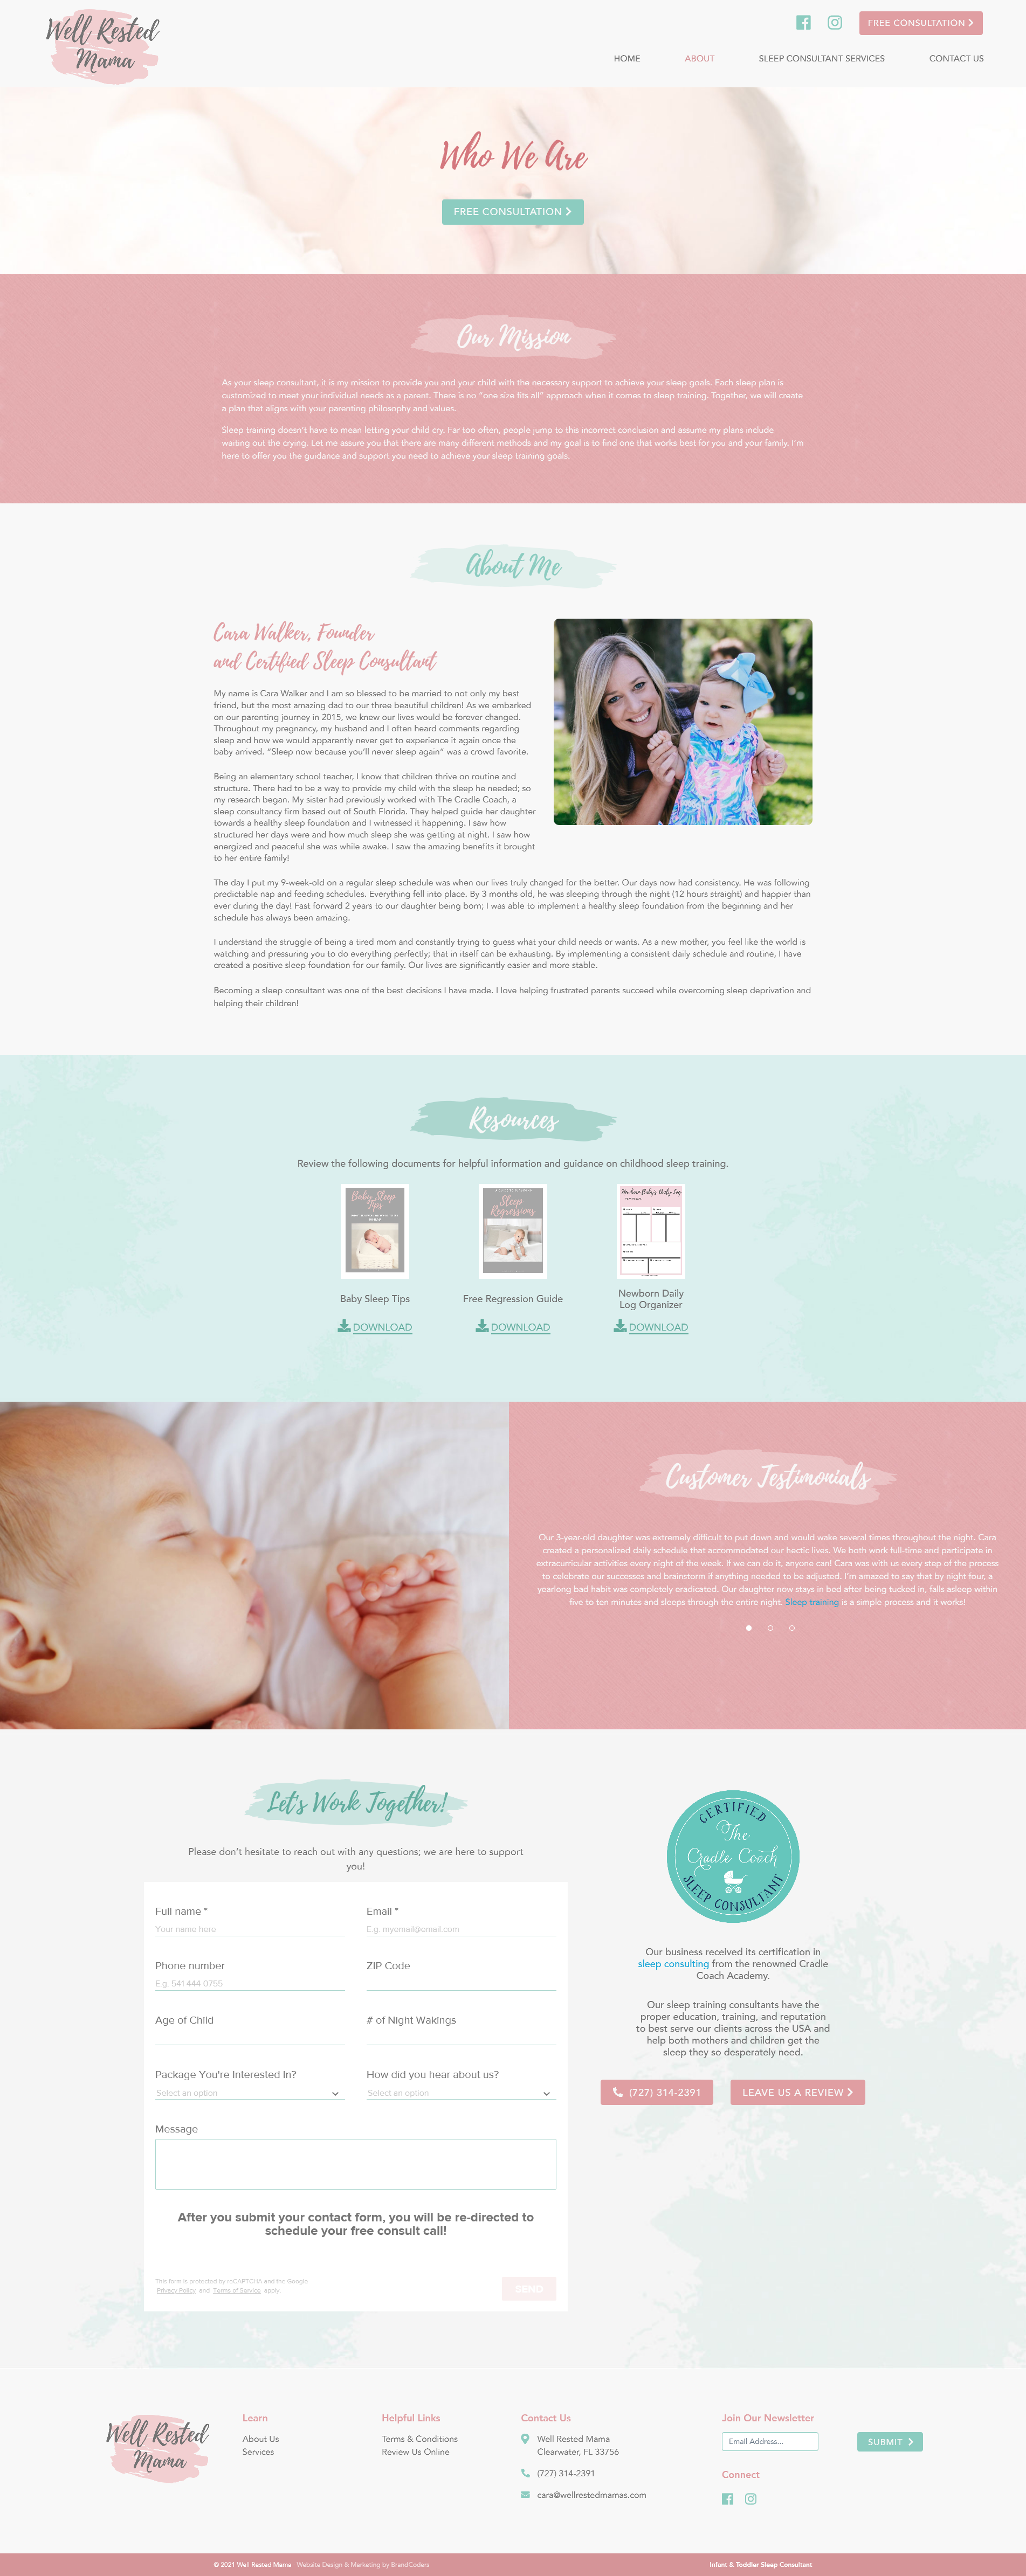 Well Rested
Mama
FREE CONSULTATION
HOME
ABOUT
SLEEP CONSULTANT SERVICES
CONTACT US
Who We Are
FREE CONSULTATION
Our Mission
As your sleep consultant, it is my mission to provide you and your child with the necessary support to achieve your sleep goals. Each sleep plan is
customized to meet your individual needs as a parent. There is no “one size fits all” approach when it comes to sleep training. Together, we will create
a plan that aligns with your parenting philosophy and values.
Sleep training doesn't have to mean letting your child cry. Far too often, people jump to this incorrect conclusion and assume my plans include
waiting out the crying. Let me assure you that there are many different methods and my goal is to find one that works best for you and your family. I'm
here to offer you the guidance and support you need to achieve your sleep training goals.
About Me
Cara Walker, Founder
and Certified Sleep Consultant
My name is Cara Walker and I am so blessed to be married to not only my best
friend, but the most amazing dad to our three beautiful children! As we embarked
on our parenting journey in 2015, we knew our lives would be forever changed.
Throughout my pregnancy, my husband and I often heard comments regarding
sleep and how we would apparently never get to experience it again once the
baby arrived. “Sleep now because you'll never sleep again” was a crowd favorite.
Being an elementary school teacher, I know that children thrive on routine and
structure. There had to be a way to provide my child with the sleep he needed; so
my research began. My sister had previously worked with The Cradle Coach, a
sleep consultancy firm based out of South Florida. They helped guide her daughter
towards a healthy sleep foundation and I witnessed it happening. I saw how
structured her days were and how much sleep she was getting at night. I saw how
energized and peaceful she was while awake. I saw the amazing benefits it brought
to her entire family!
The day I put my 9-week-old on a regular sleep schedule was when our lives truly changed for the better. Our days now had consistency. He was following
predictable nap and feeding schedules. Everything fell into place. By 3 months old, he was sleeping through the night (12 hours straight) and happier than
ever during the day! Fast forward 2 years to our daughter being born; I was able to implement a healthy sleep foundation from the beginning and her
schedule has always been amazing.
I understand the struggle of being a tired mom and constantly trying to guess what your child needs or wants. As a new mother, you feel like the world is
watching and pressuring you to do everything perfectly; that in itself can be exhausting. By implementing a consistent daily schedule and routine, I have
created a positive sleep foundation for our family. Our lives are significantly easier and more stable.
Becoming a sleep consultant was one of the best decisions I have made. I love helping frustrated parents succeed while overcoming sleep deprivation and
helping their children!
Resources
Review the following documents for helpful information and guidance on childhood sleep training.
Baby Sleep
Tips
Sleep
Regressions
Newborn Baby's Daily Log
Baby Sleep Tips
Free Regression Guide
Newborn Daily
Log Organizer
DOWNLOAD
DOWNLOAD
DOWNLOAD
Customer Testimonials
Our 3-year-old daughter was extremely difficult to put down and would wake several times throughout the night. Cara
created a personalized daily schedule that accommodated our hectic lives. We both work full-time and participate in
extracurricular activities every night of the week. If we can do it, anyone can! Cara was with us every step of the process
to celebrate our successes and brainstorm if anything needed to be adjusted. I'm amazed to say that by night four, a
yearlong bad habit was completely eradicated. Our daughter now stays in bed after being tucked in, falls asleep within
five to ten minutes and sleeps through the entire night. Sleep training is a simple process and it works!
Let's Work Together!
Please don't hesitate to reach out with any questions; we are here to support
you!
Full name *
Your name here
Email *
E.g. myemail@email.com
Phone number
E.g. 541 444 0755
ZIP Code
Age of Child
# of Night Wakings
Package You're Interested In?
Select an option
How did you hear about us?
Select an option
Message
After you submit your contact form, you will be re-directed to
schedule your free consult call!
This form is protected by reCAPTCHA and the Google
Privacy Policy and Terms of Service apply.
SEND
CERTIFIED
The
Cradle Coach
SLEEP CONSULTANT
Our business received its certification in
sleep consulting from the renowned Cradle
Coach Academy.
Our sleep training consultants have the
proper education, training, and reputation
to best serve our clients across the USA and
help both mothers and children get the
sleep they so desperately need.
(727) 314-2391
LEAVE US A REVIEW
Well Rested
Mama
Learn
About Us
Services
Helpful Links
Terms & Conditions
Review Us Online
Contact Us
Well Rested Mama
Clearwater, FL 33756
(727) 314-2391
cara@wellrestedmamas.com
Join Our Newsletter
Email Address...
SUBMIT
Connect
© 2021 Well Rested Mama · Website Design & Marketing by BrandCoders
Infant & Toddler Sleep Consultant